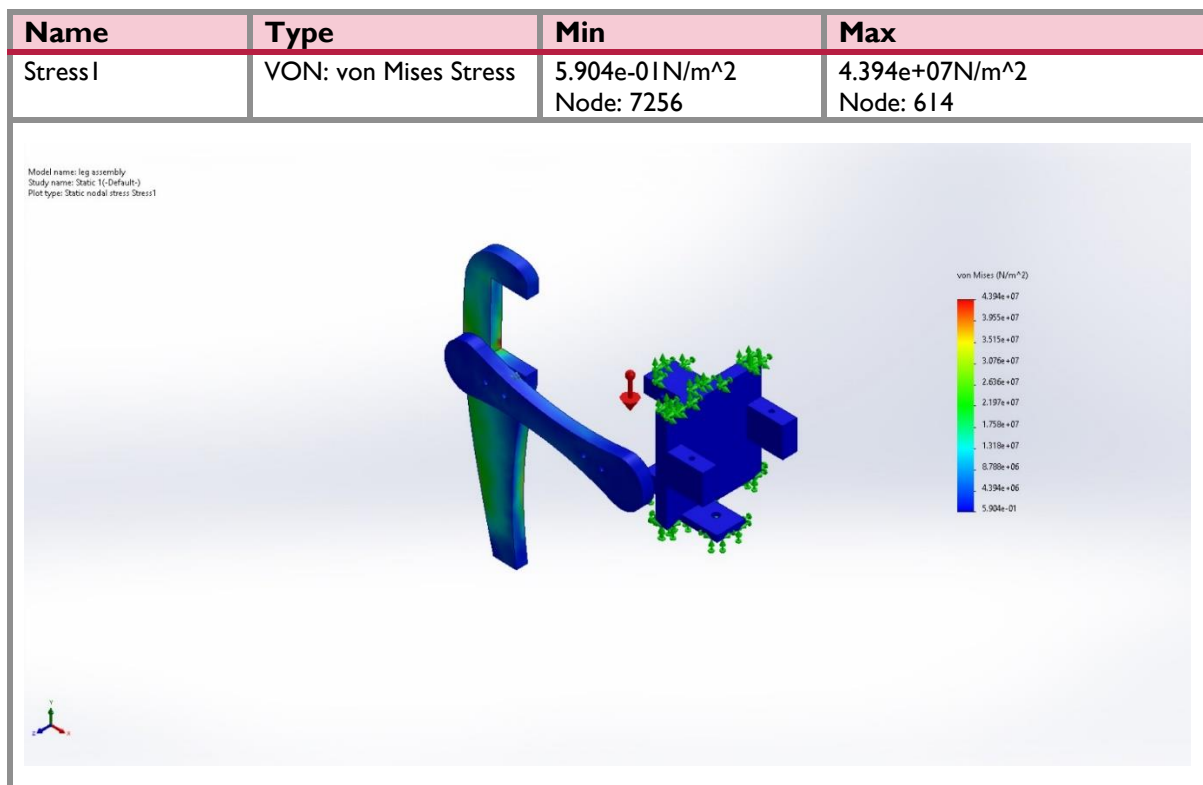 Name Type Min Max
Stress1 VON: von Mises Stress 5.904e-01N/m^2 4.394e+07N/m^2
Node: 7256 Node: 614
Model name: leg assembly
Study name: Static 1(-Default-)
Plot type: Static nodal stress Stress1
von Mises (N/m^2)
4.394e+07
3.955e+07
3.515e+07
3.076e+07
2.636e+07
2.197e+07
1.758e+07
1.318e+07
8.788e+06
4.394e+06
5.904e-01
Y
Z X